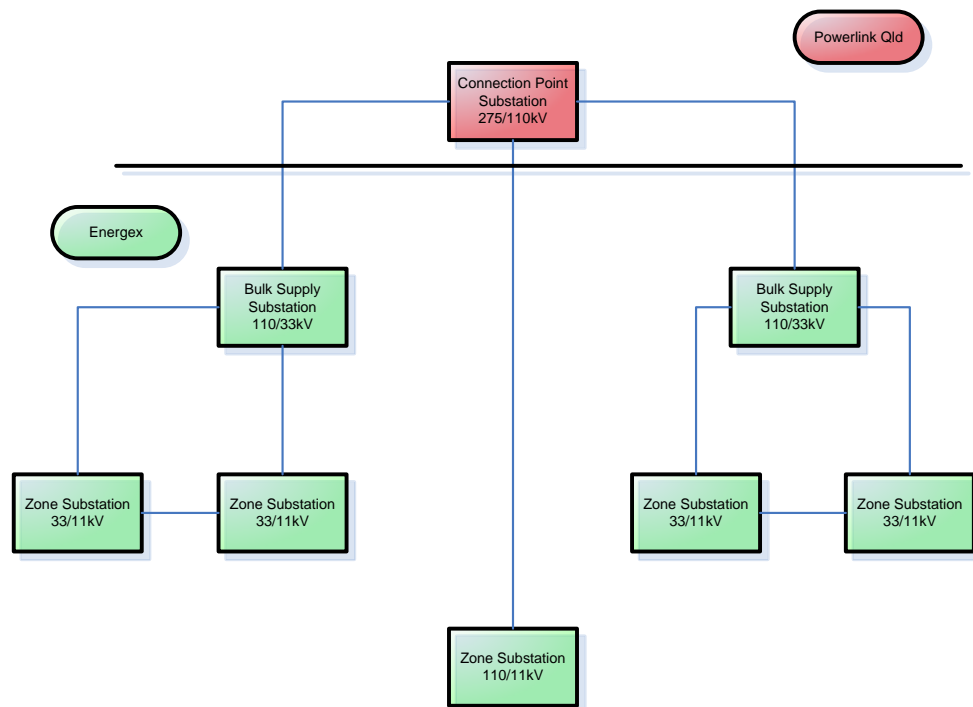 Powerlink Qld
Connection Point
Substation
275/110kV
Energex
Bulk Supply
Substation
110/33kV
Bulk Supply
Substation
110/33kV
Zone Substation
33/11kV
Zone Substation
33/11kV
Zone Substation
33/11kV
Zone Substation
33/11kV
Zone Substation
110/11kV